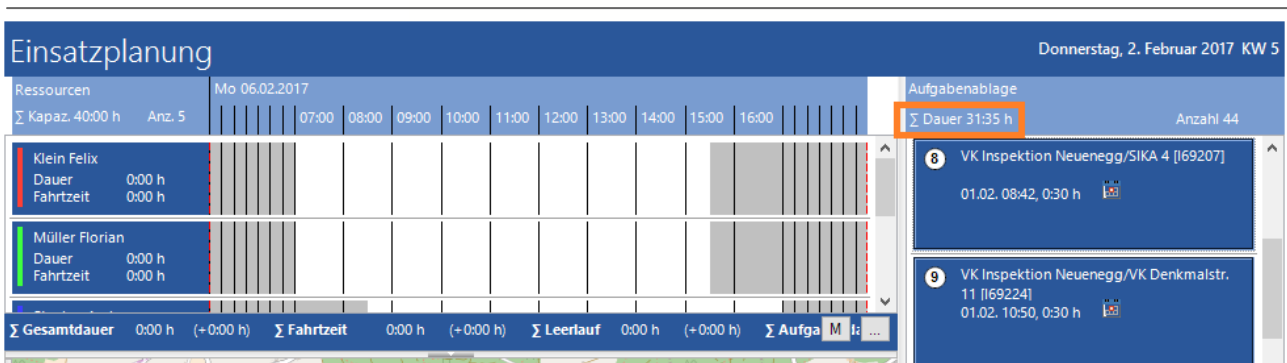 Einsatzplanung
Donnerstag, 2. Februar 2017 KW 5
Ressourcen
Mo 06.02.2017
Aufgabenablage
∑ Kapaz. 40:00 h Anz. 5
07:00 08:00 09:00 10:00 11:00 12:00 13:00 14:00 15:00 16:00
∑ Dauer 31:35 h
Anzahl 44
Klein Felix
Dauer 0:00 h
Fahrtzeit 0:00 h
Müller Florian
Dauer 0:00 h
Fahrtzeit 0:00 h
8 VK Inspektion Neuenegg/SIKA 4 [I69207]
01.02. 08:42, 0:30 h
9 VK Inspektion Neuenegg/VK Denkmalstr.
11 [I69224]
01.02. 10:50, 0:30 h
∑ Gesamtdauer 0:00 h (+0:00 h) ∑ Fahrtzeit 0:00 h (+0:00 h) ∑ Leerlauf 0:00 h (+0:00 h) ∑ Aufga M ...